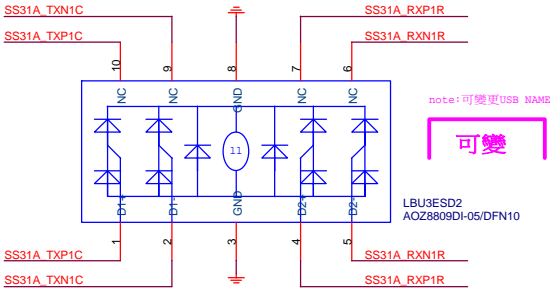 SS31A_TXN1C
SS31A_RXP1R
SS31A_TXP1C
SS31A_RXN1R
10
9
8
7
6
NC
NC
GND
NC
NC
note:可變更USB NAME
可變
11
D1+
D1-
GND
D2+
D2-
LBU3ESD2
AOZ8809DI-05/DFN10
1
2
3
4
5
SS31A_TXP1C
SS31A_RXN1R
SS31A_TXN1C
SS31A_RXP1R